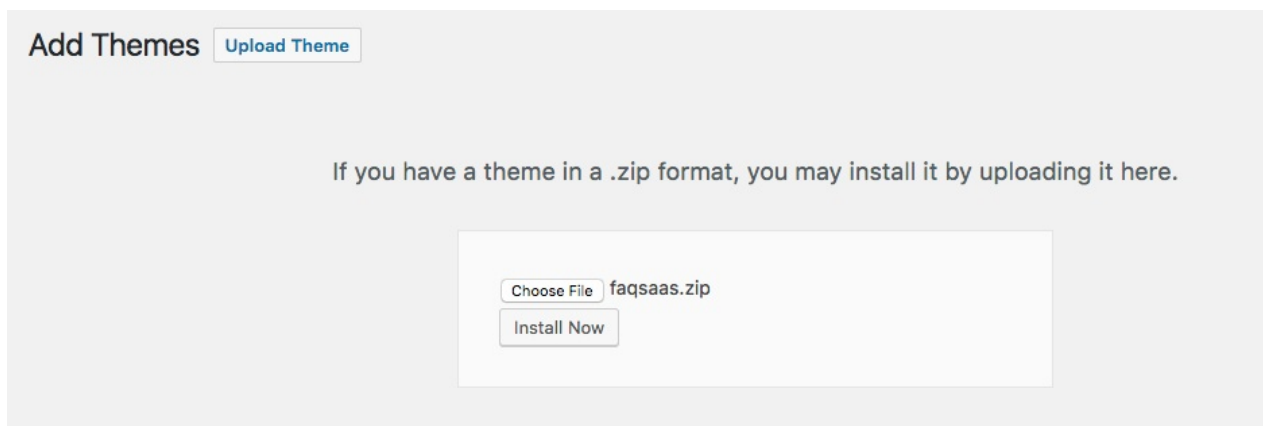 Add Themes Upload Theme
If you have a theme in a .zip format, you may install it by uploading it here.
Choose File faqsaas.zip
Install Now